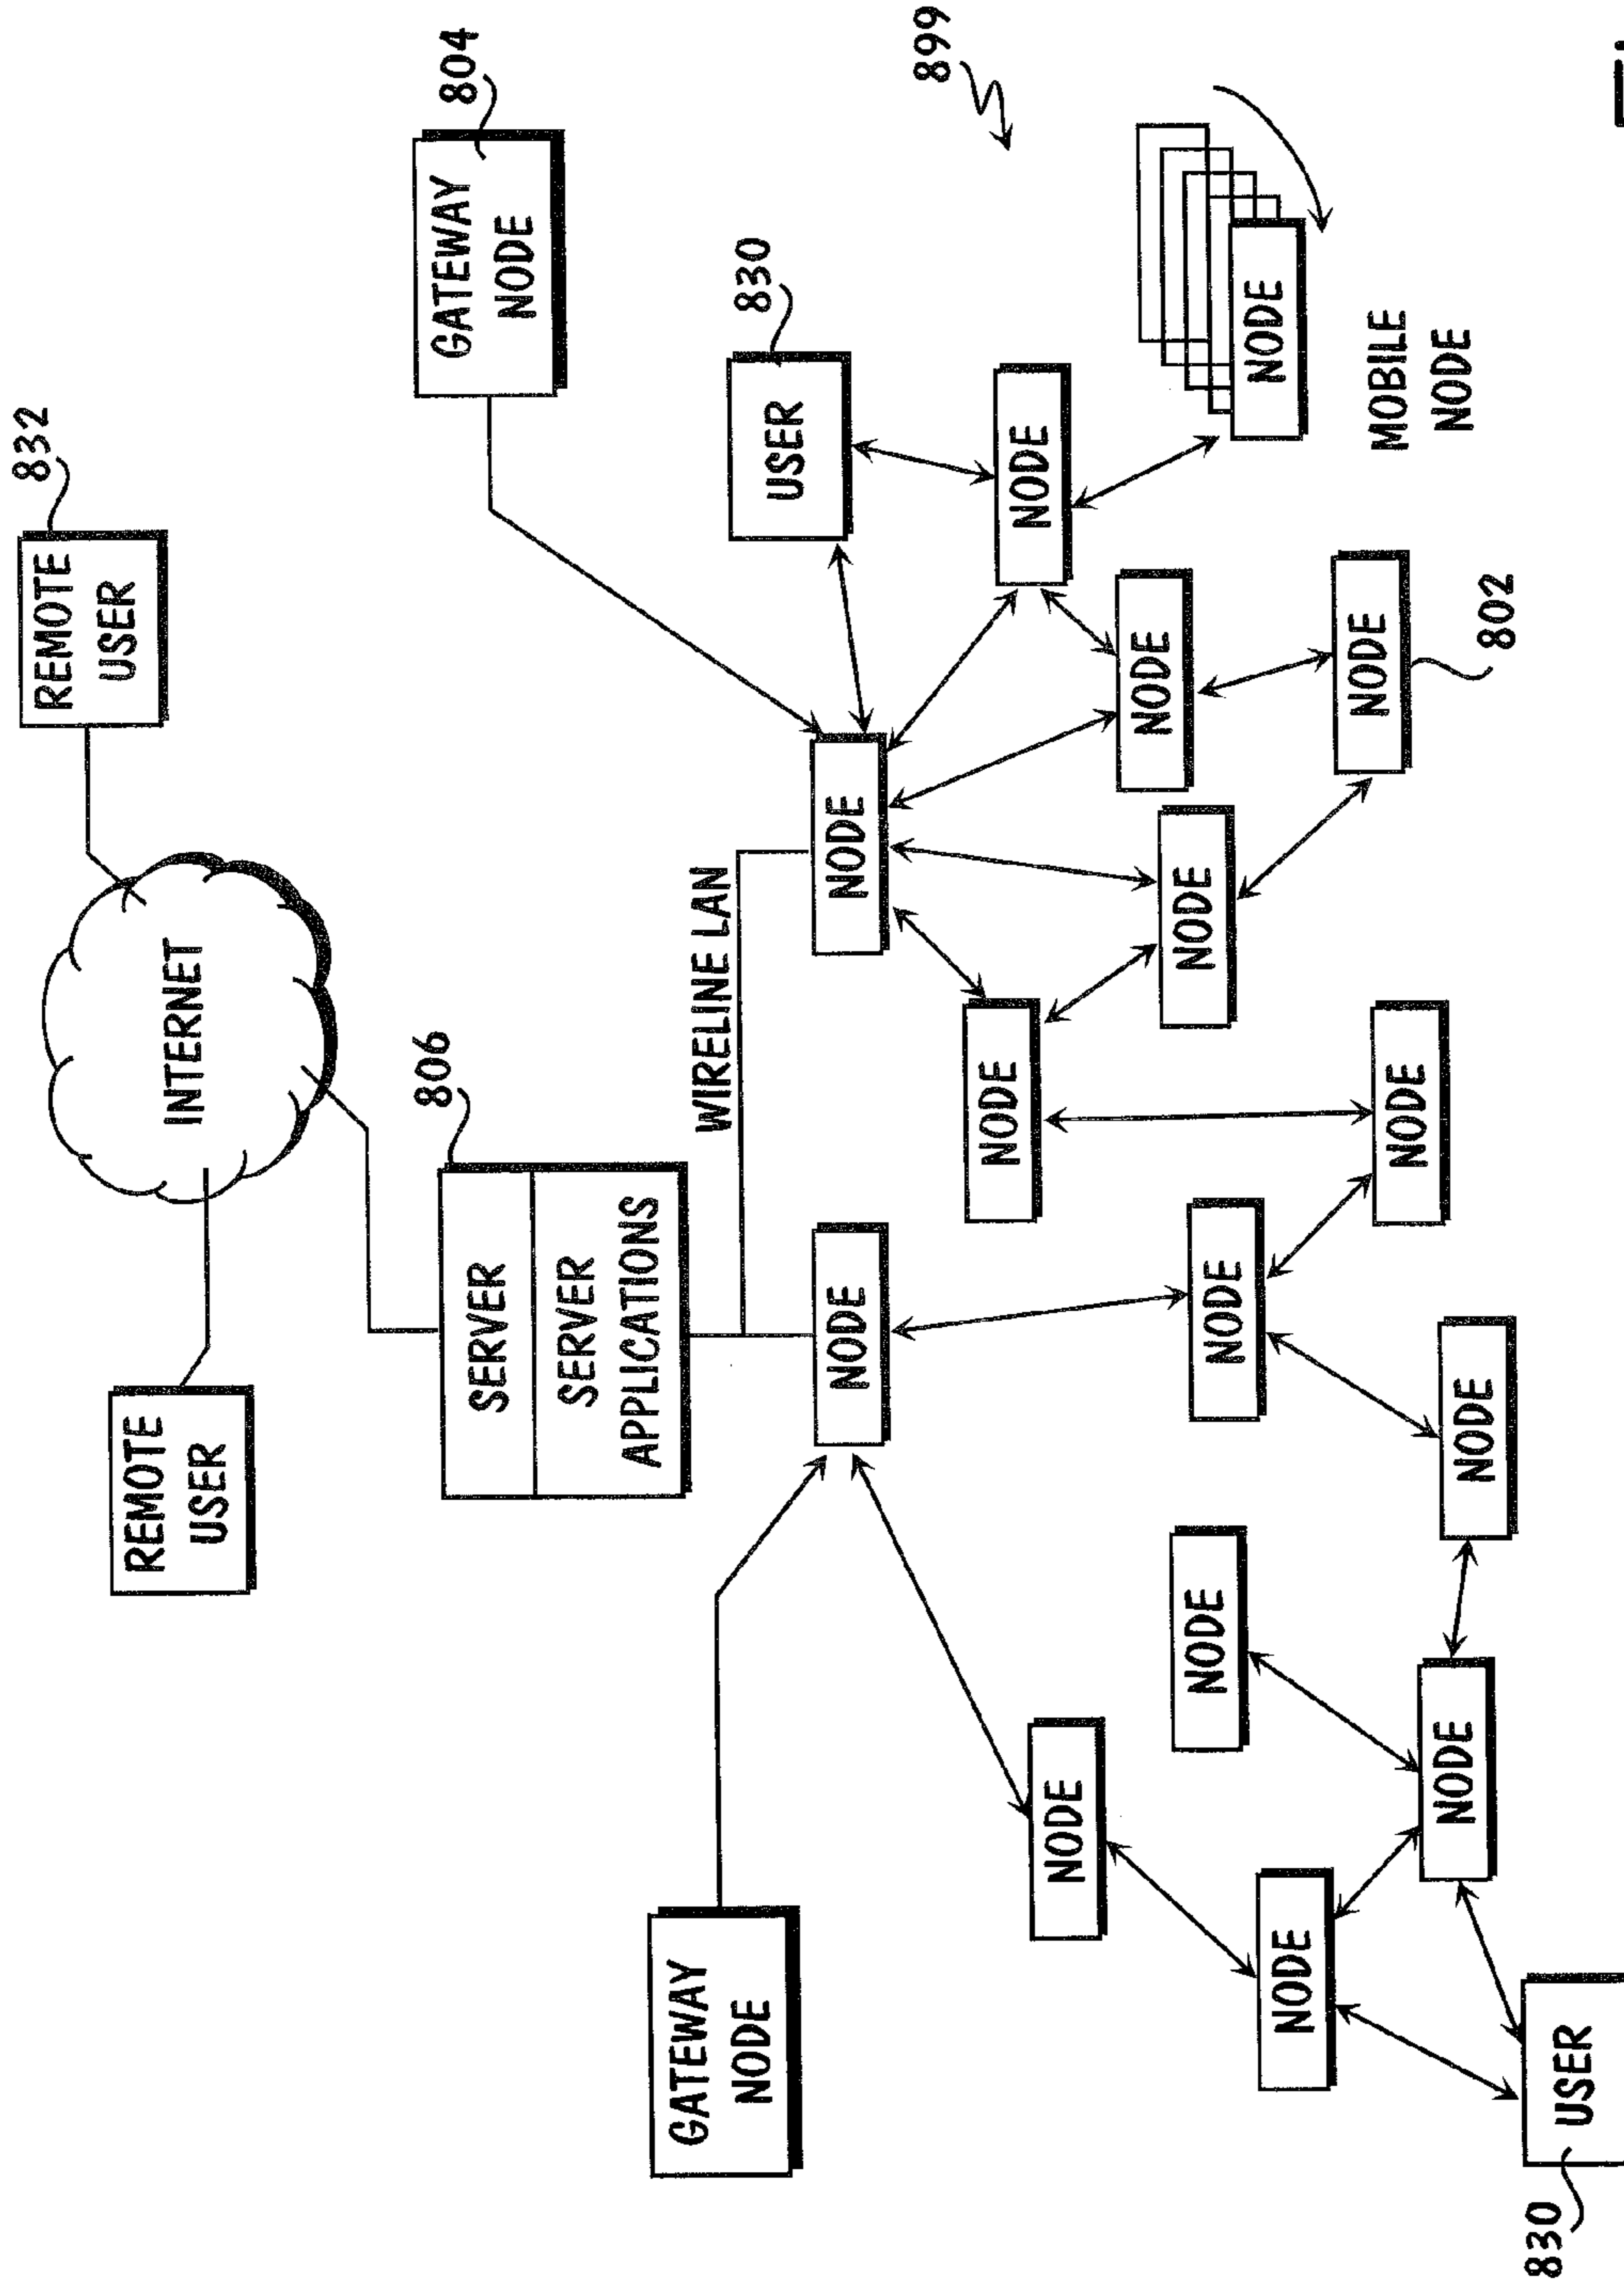 832
REMOTE
USER
REMOTE
USER
INTERNET
806
804
GATEWAY
NODE
SERVER
SERVER
APPLICATIONS
GATEWAY
NODE
WIRELINE LAN
830
USER
NODE
NODE
899
NODE
NODE
NODE
NODE
NODE
NODE
NODE
NODE
NODE
NODE
MOBILE
NODE
NODE
NODE
NODE
802
830
USER